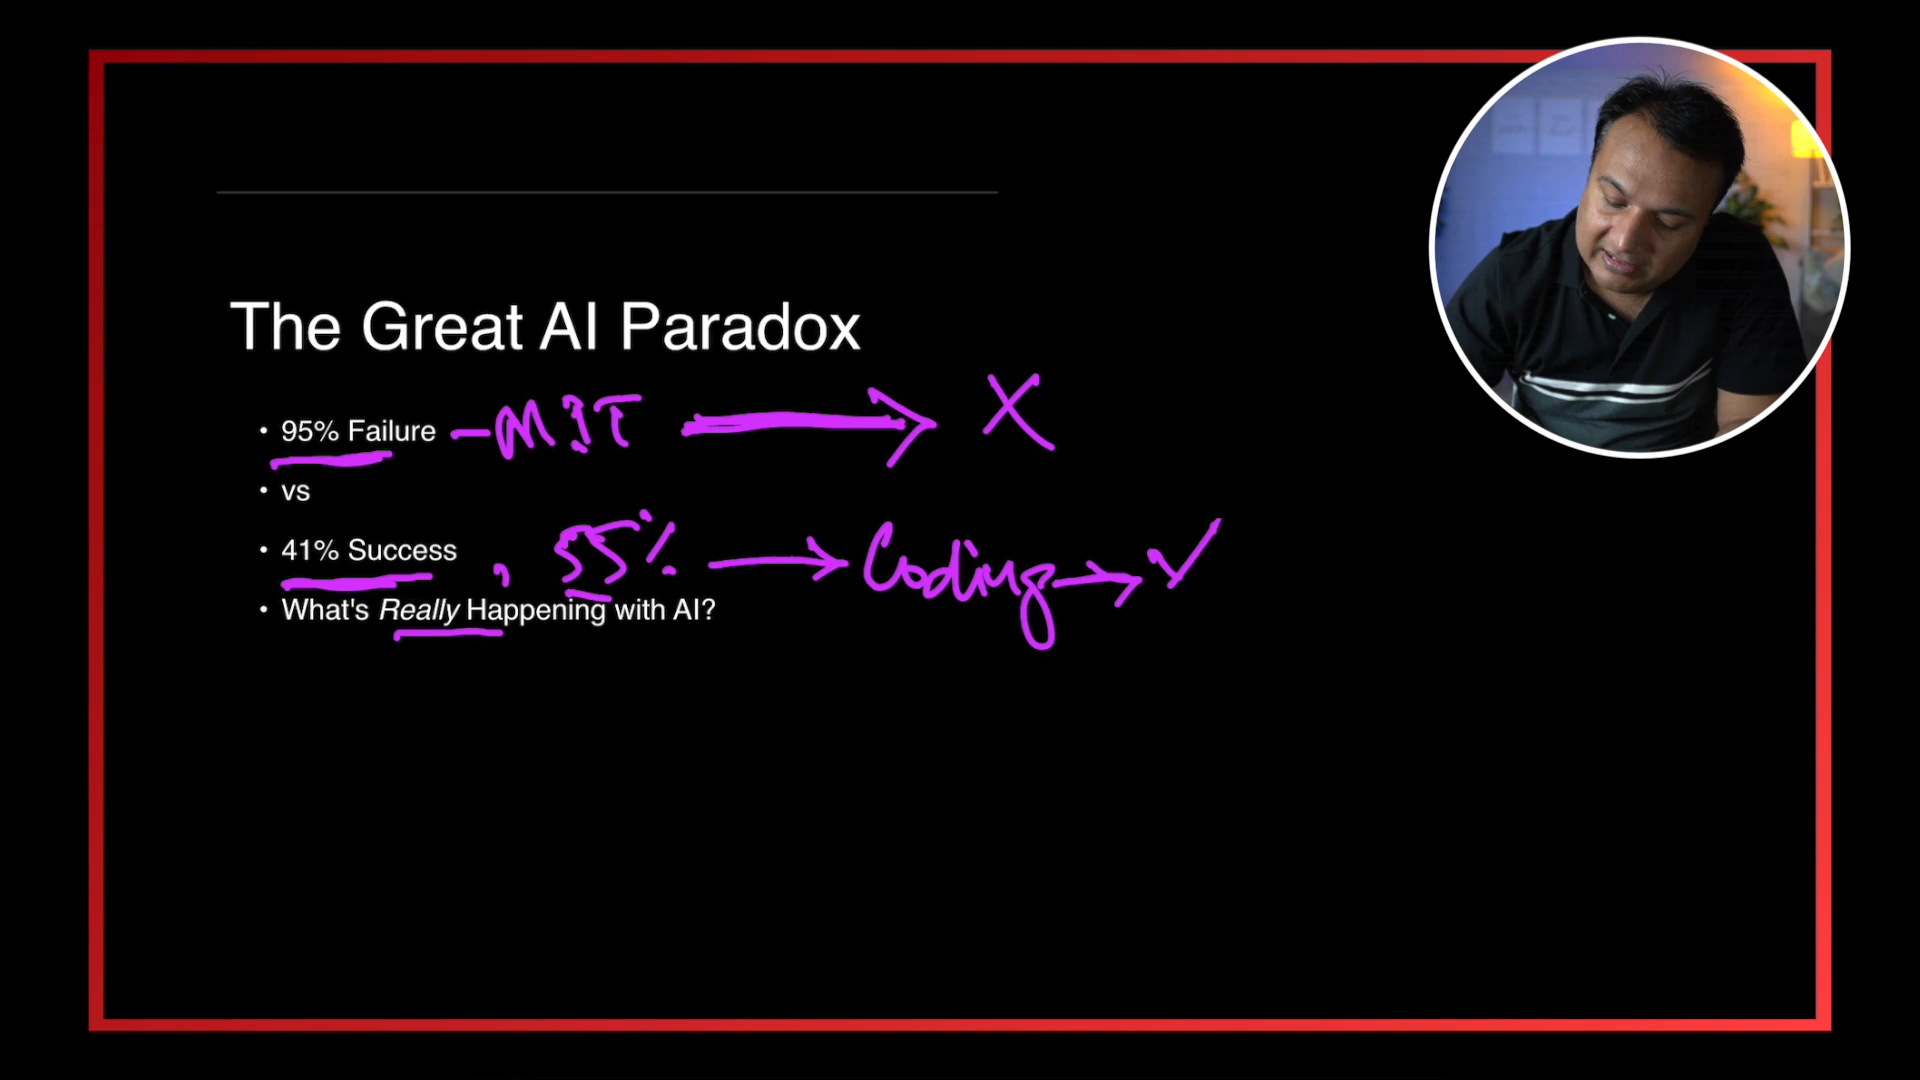 The Great AI Paradox
• 95% Failure – MIT → X
• vs
• 41% Success , 55% → Coding → ✓
• What's Really Happening with AI?